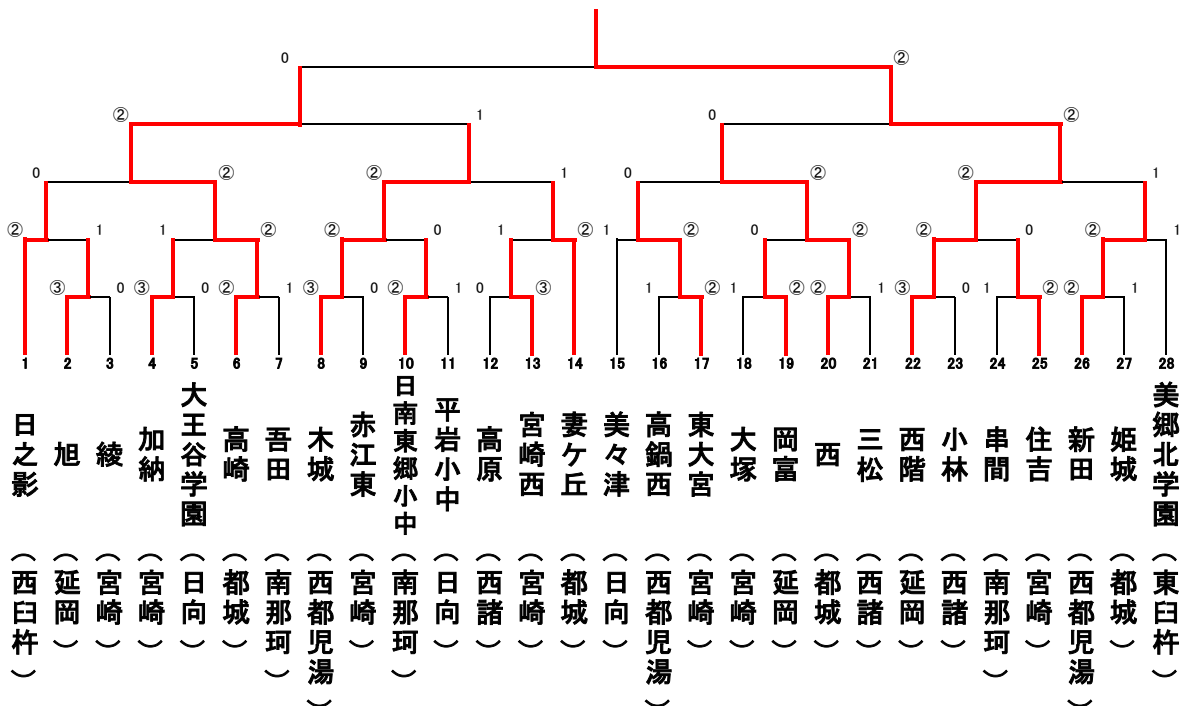 0 ②
② 1 0 ②
0 ② ② 1 0 ② ② 1
② 1 1 ② ② 0 1 ② 1 ② 0 ② ② 0 ② 1
③ 0 ③ 0 ② 1 ③ 0 ② 1 0 ③ 1 ② 1 ② ② 1 ③ 0 1 ② ② 1
1 2 3 4 5 6 7 8 9 10 11 12 13 14 15 16 17 18 19 20 21 22 23 24 25 26 27 28
日之影（西臼杵）
旭（延岡）
綾（宮崎）
加納（宮崎）
大王谷学園（日向）
高崎（都城）
吾田（南那珂）
木城（西都児湯）
赤江東（宮崎）
日南東郷小中（南那珂）
平岩小中（日向）
高原（西諸）
宮崎西（宮崎）
妻ケ丘（都城）
美々津（日向）
高鍋西（西都児湯）
東大宮（宮崎）
大塚（宮崎）
岡富（延岡）
西（都城）
三松（西諸）
西階（延岡）
小林（西諸）
串間（南那珂）
住吉（宮崎）
新田（西都児湯）
姫城（都城）
美郷北学園（東臼杵）